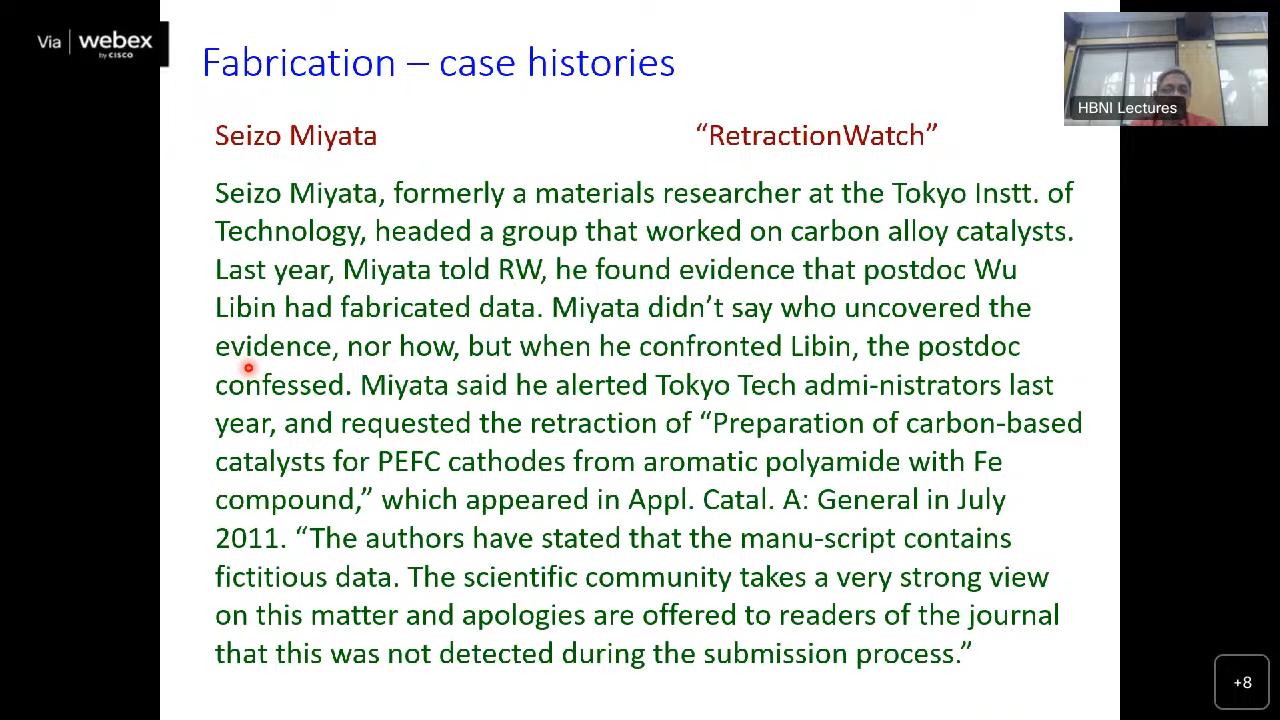 Via webex
by CISCO
Fabrication – case histories
HBNI Lectures
Seizo Miyata “RetractionWatch”
Seizo Miyata, formerly a materials researcher at the Tokyo Instt. of
Technology, headed a group that worked on carbon alloy catalysts.
Last year, Miyata told RW, he found evidence that postdoc Wu
Libin had fabricated data. Miyata didn’t say who uncovered the
evidence, nor how, but when he confronted Libin, the postdoc
confessed. Miyata said he alerted Tokyo Tech admi-nistrators last
year, and requested the retraction of “Preparation of carbon-based
catalysts for PEFC cathodes from aromatic polyamide with Fe
compound,” which appeared in Appl. Catal. A: General in July
2011. “The authors have stated that the manu-script contains
fictitious data. The scientific community takes a very strong view
on this matter and apologies are offered to readers of the journal
that this was not detected during the submission process.”
+8